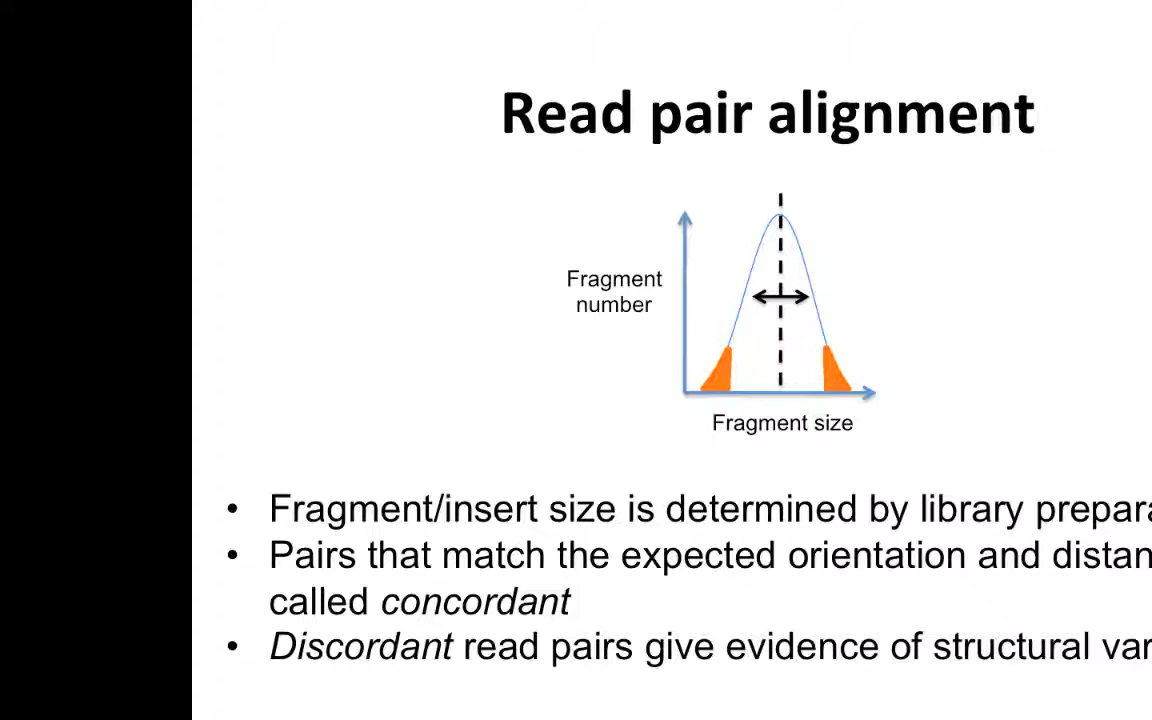 Read pair alignment
Fragment
number
Fragment size
• Fragment/insert size is determined by library prepara
• Pairs that match the expected orientation and distan
called concordant
• Discordant read pairs give evidence of structural var